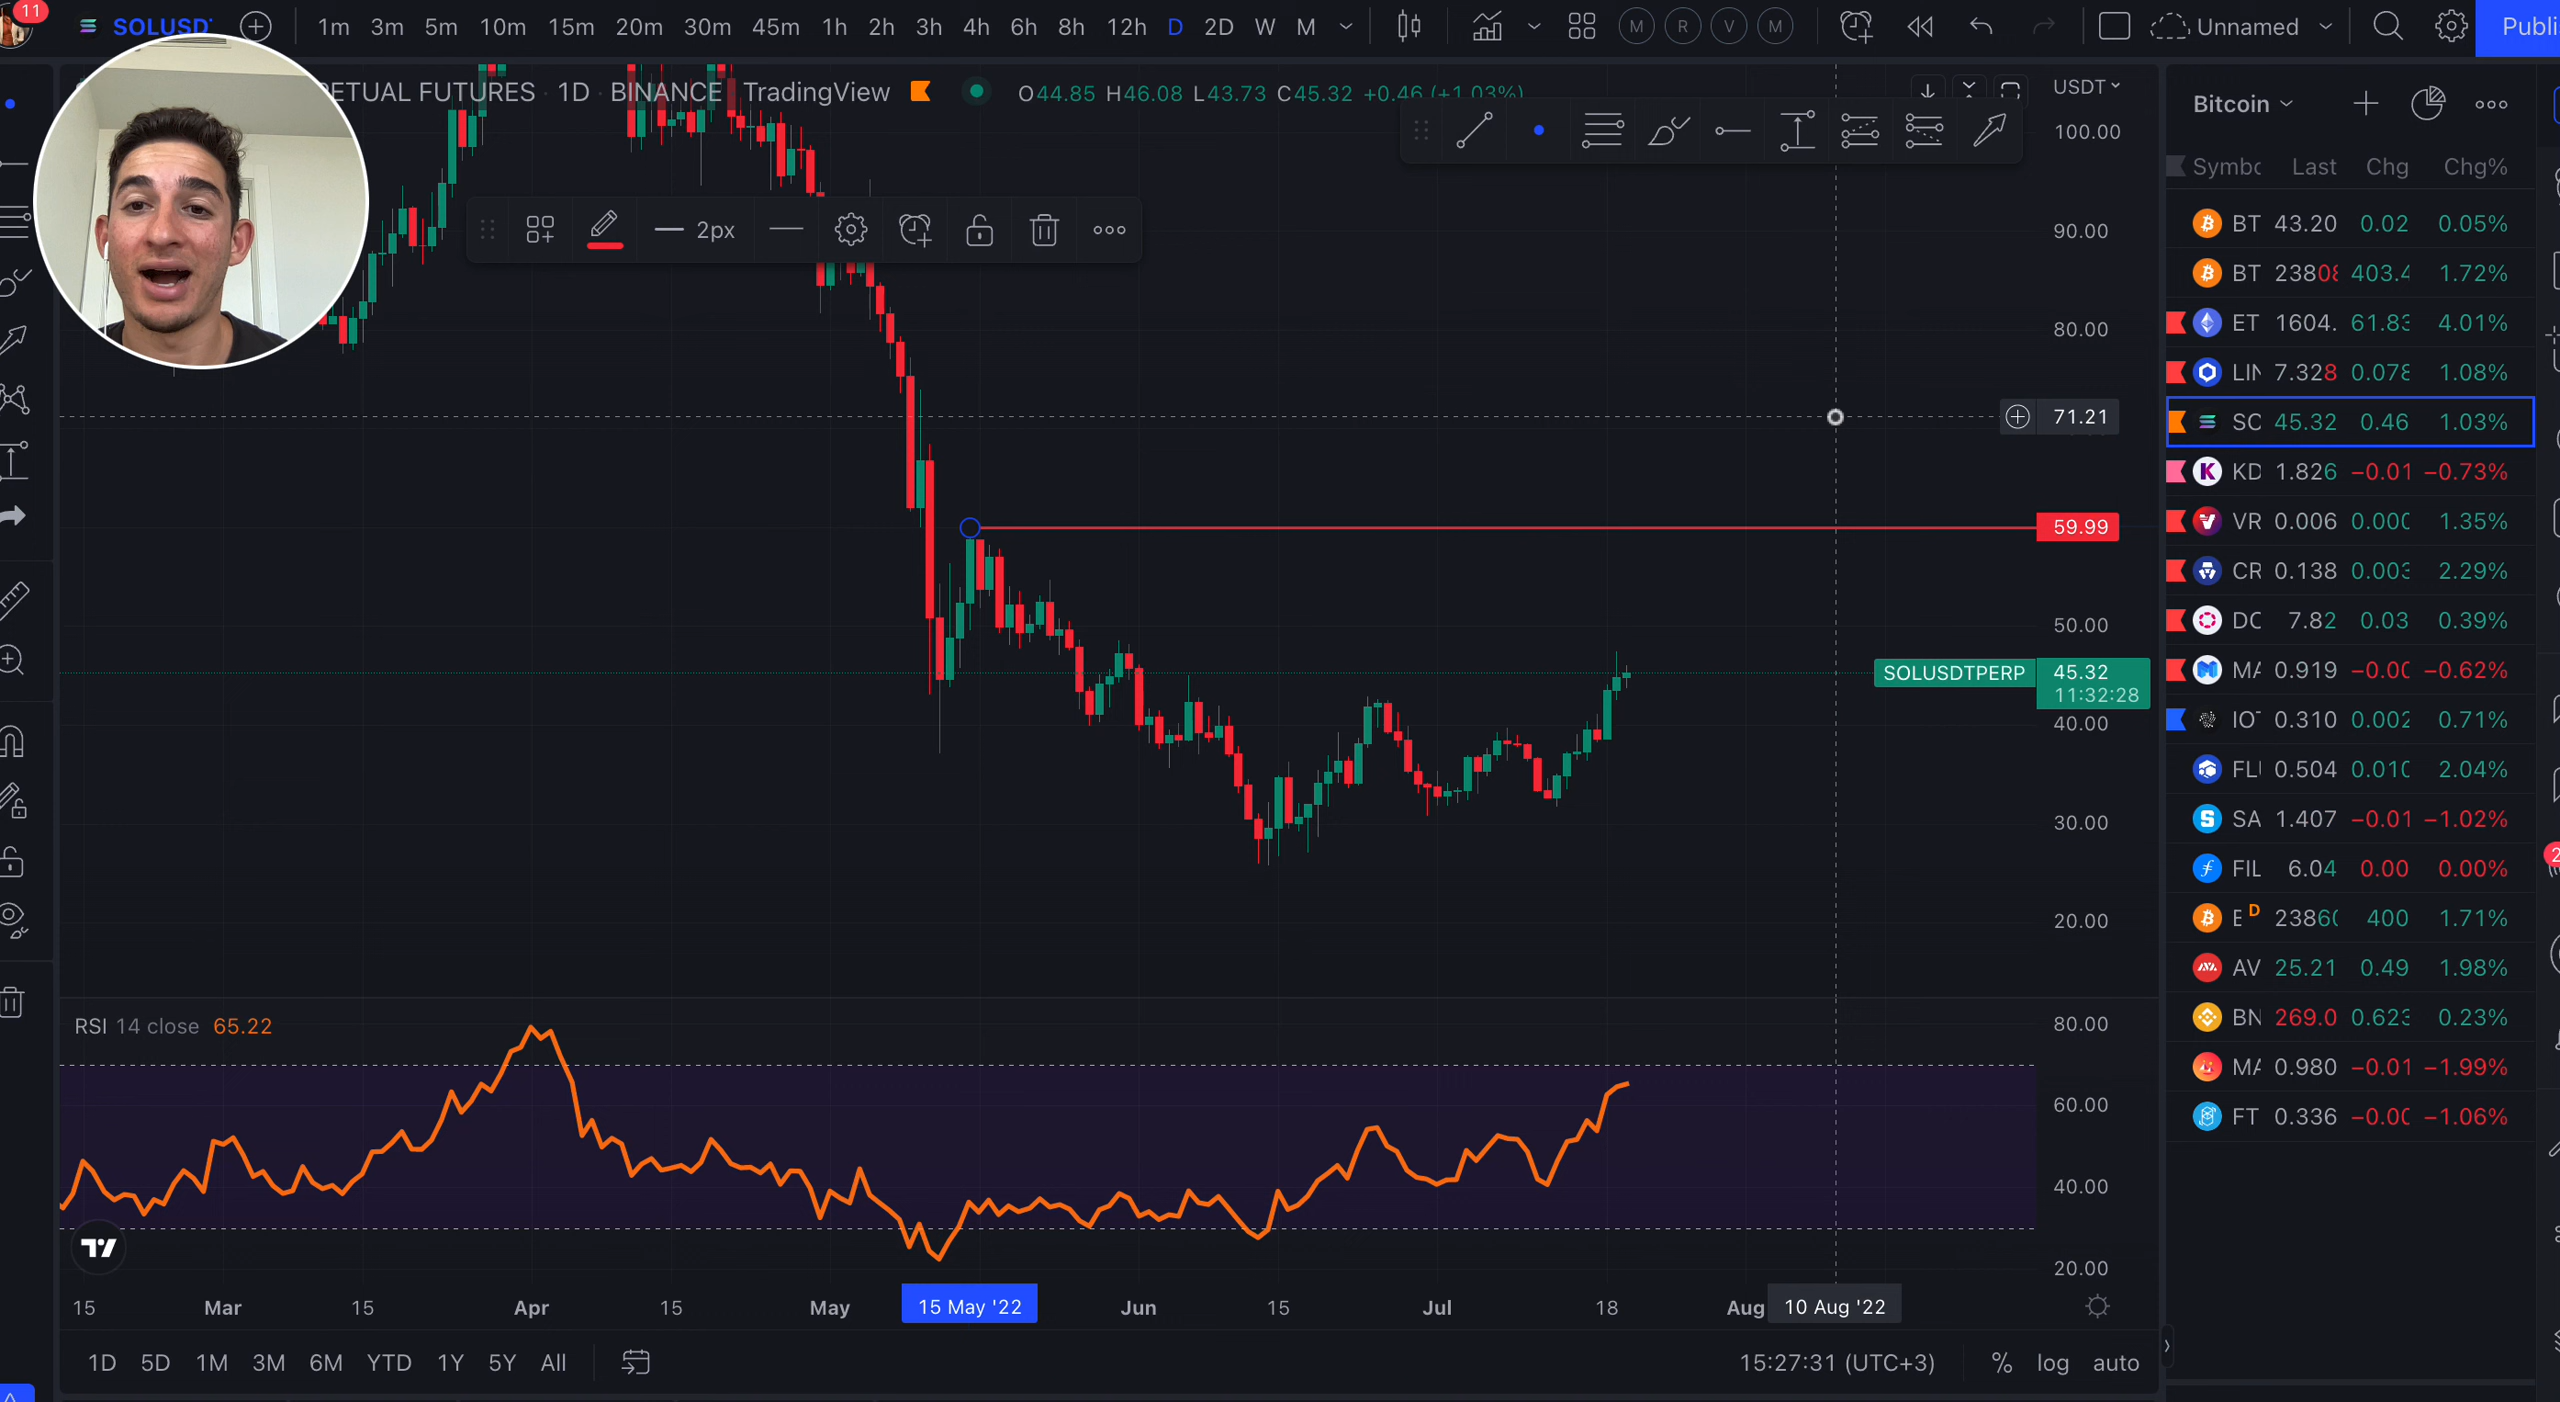 11
SOLUSD
1m 3m 5m 10m 15m 20m 30m 45m 1h 2h 3h 4h 6h 8h 12h D 2D W M
M R V M
Unnamed
Publi
ETUAL FUTURES · 1D · BINANCE TradingView
O44.85 H46.08 L43.73 C45.32 +0.46 (+1.03%)
USDT
100.00
90.00
80.00
71.21
59.99
50.00
SOLUSDTPERP 45.32
11:32:28
40.00
30.00
20.00
2px
RSI 14 close 65.22
80.00
60.00
40.00
20.00
15 Mar 15 Apr 15 May 15 May '22 Jun 15 Jul 18 Aug 10 Aug '22
1D 5D 1M 3M 6M YTD 1Y 5Y All
15:27:31 (UTC+3) % log auto
Bitcoin
Symbo Last Chg Chg%
BT 43.20 0.02 0.05%
BT 23808 403.4 1.72%
ET 1604. 61.83 4.01%
LIN 7.328 0.078 1.08%
SO 45.32 0.46 1.03%
KD 1.826 −0.01 −0.73%
VR 0.006 0.000 1.35%
CR 0.138 0.003 2.29%
DO 7.82 0.03 0.39%
MA 0.919 −0.00 −0.62%
IOT 0.310 0.002 0.71%
FL 0.504 0.010 2.04%
SA 1.407 −0.01 −1.02%
FIL 6.04 0.00 0.00%
D 23860 400 1.71%
AV 25.21 0.49 1.98%
BN 269.0 0.623 0.23%
MA 0.980 −0.01 −1.99%
FT 0.336 −0.00 −1.06%